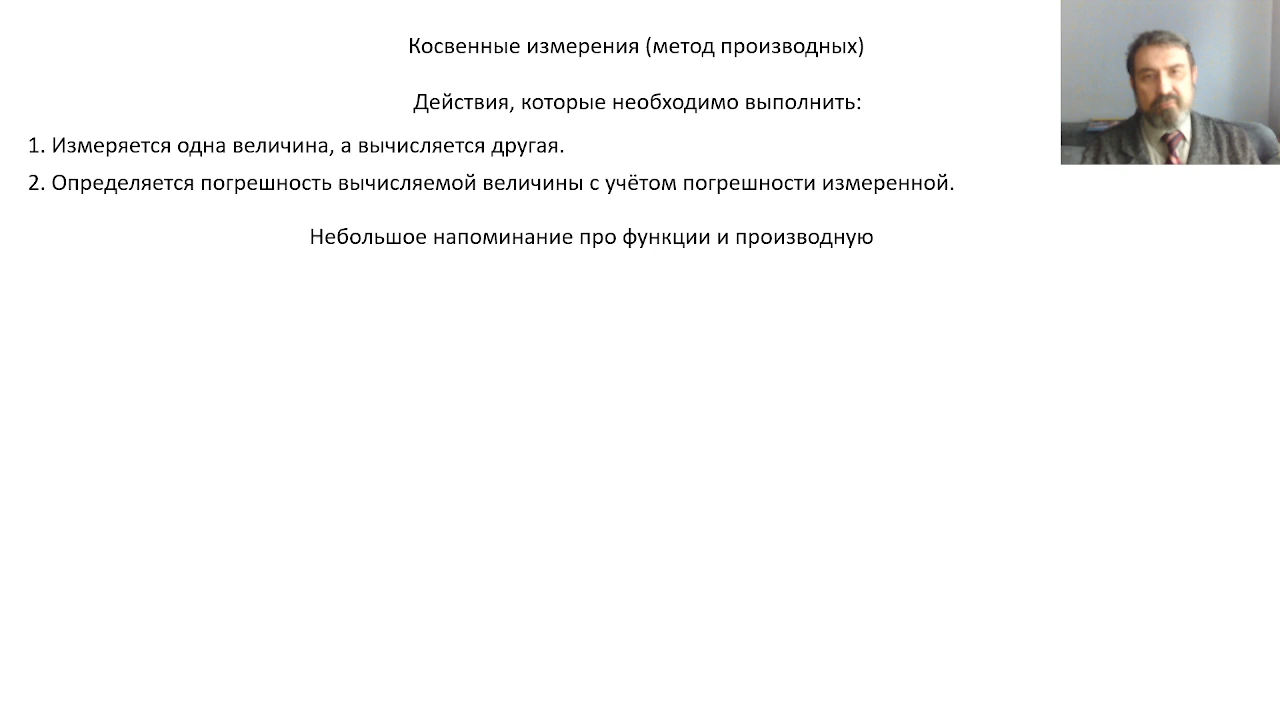 Косвенные измерения (метод производных)
Действия, которые необходимо выполнить:
1. Измеряется одна величина, а вычисляется другая.
2. Определяется погрешность вычисляемой величины с учётом погрешности измеренной.
Небольшое напоминание про функции и производную